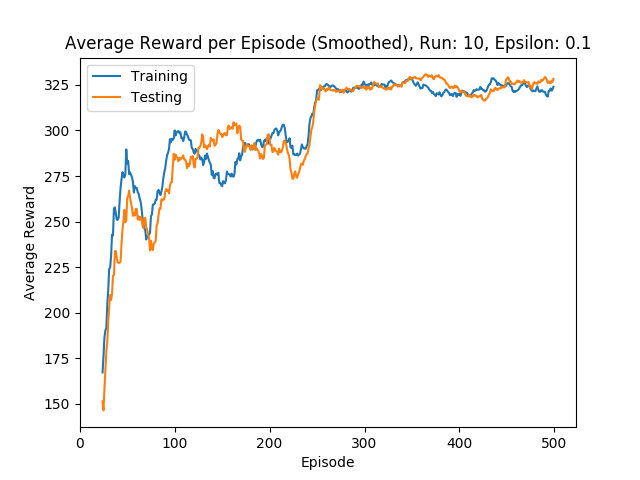 Average Reward per Episode (Smoothed), Run: 10, Epsilon: 0.1
Training
Testing
Average Reward
325
300
275
250
225
200
175
150
0 100 200 300 400 500
Episode